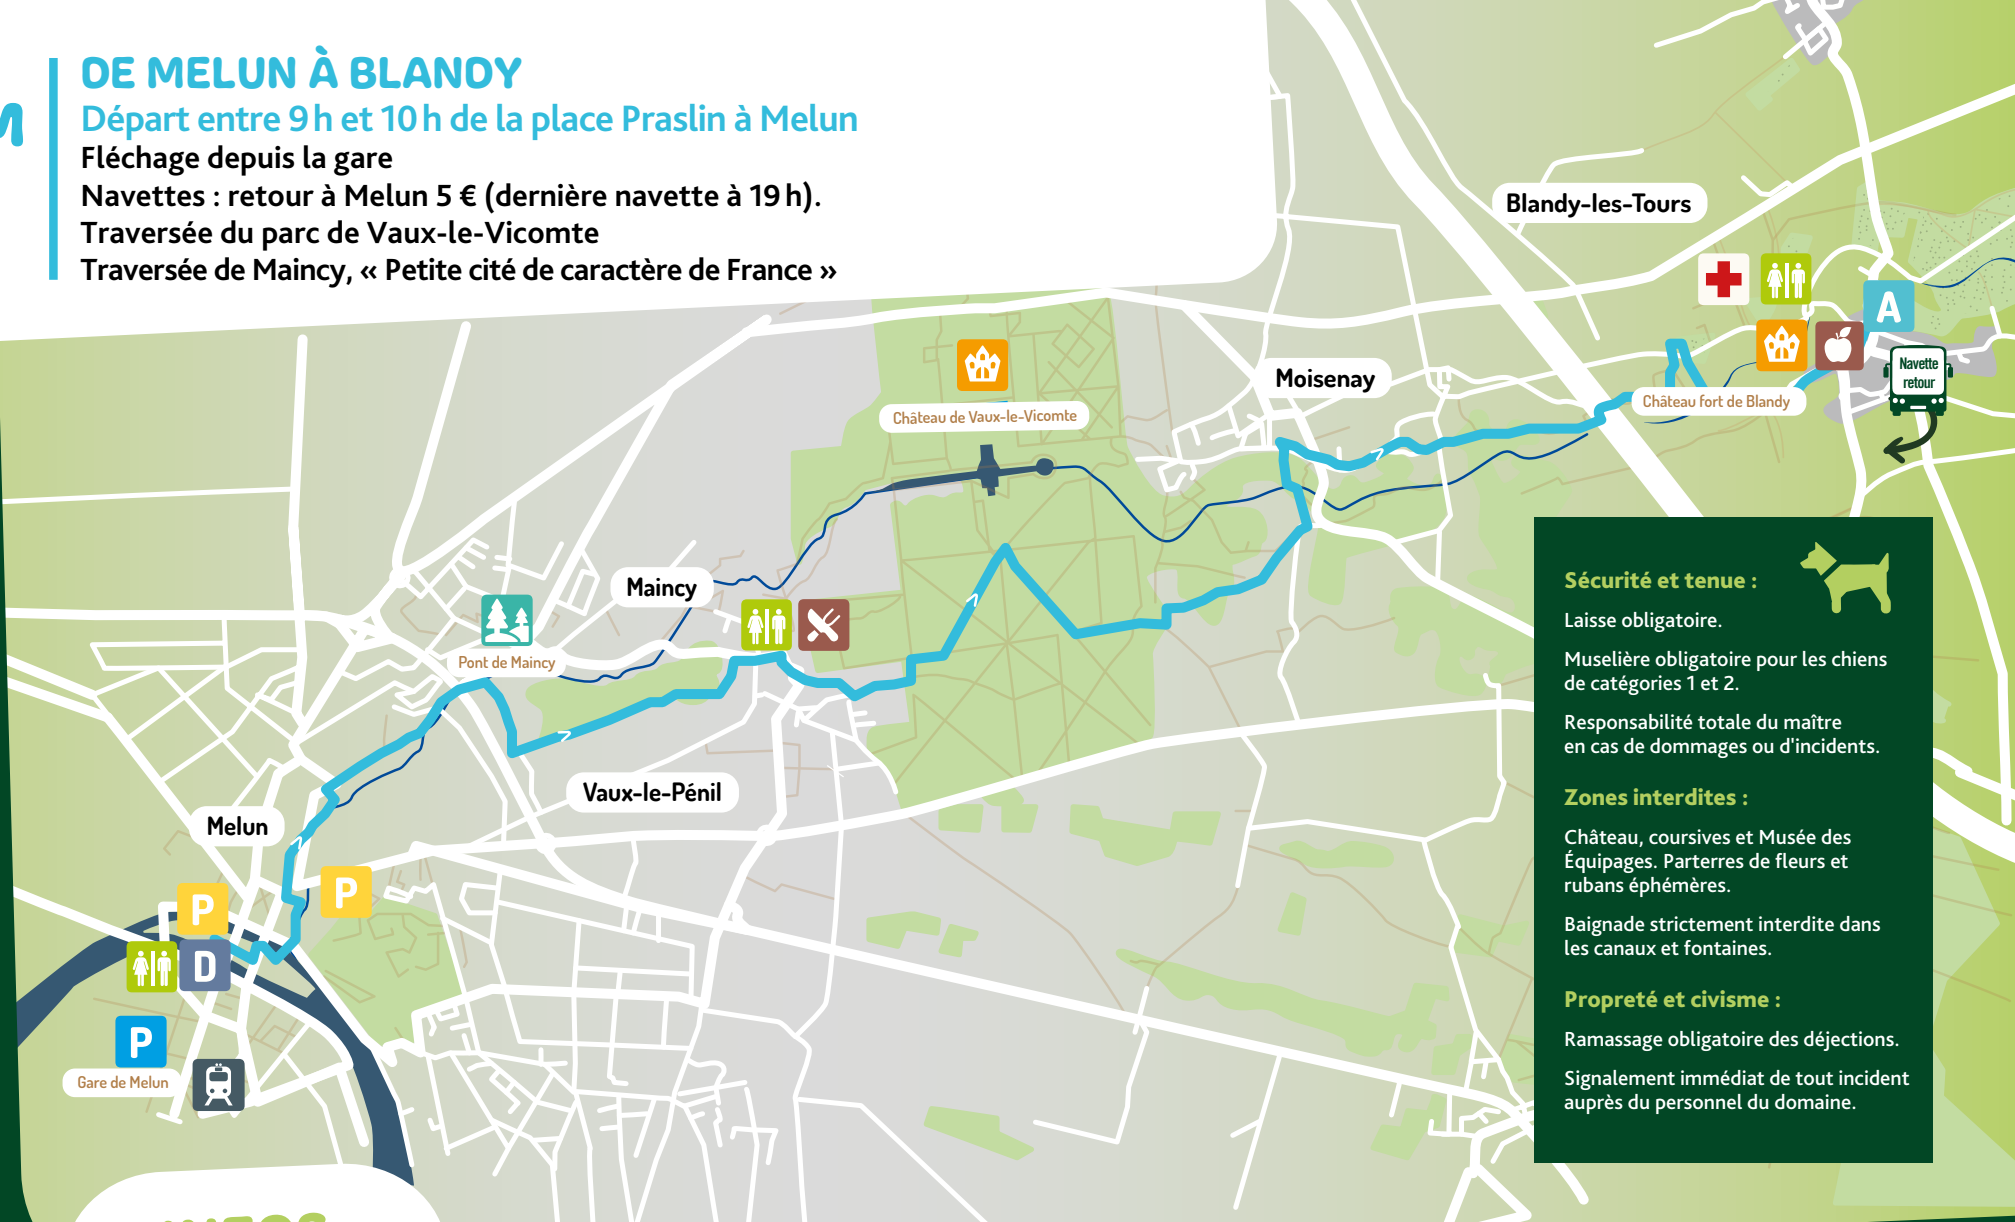 DE MELUN À BLANDY
Départ entre 9 h et 10 h de la place Praslin à Melun
Fléchage depuis la gare
Navettes : retour à Melun 5 € (dernière navette à 19 h).
Traversée du parc de Vaux-le-Vicomte
Traversée de Maincy, « Petite cité de caractère de France »
Blandy-les-Tours
A
Navette
retour
Château fort de Blandy
Moisenay
Château de Vaux-le-Vicomte
Maincy
Pont de Maincy
Vaux-le-Pénil
Melun
P
P
D
P
Gare de Melun
Sécurité et tenue :
Laisse obligatoire.
Muselière obligatoire pour les chiens
de catégories 1 et 2.
Responsabilité totale du maître
en cas de dommages ou d'incidents.
Zones interdites :
Château, coursives et Musée des
Équipages. Parterres de fleurs et
rubans éphémères.
Baignade strictement interdite dans
les canaux et fontaines.
Propreté et civisme :
Ramassage obligatoire des déjections.
Signalement immédiat de tout incident
auprès du personnel du domaine.